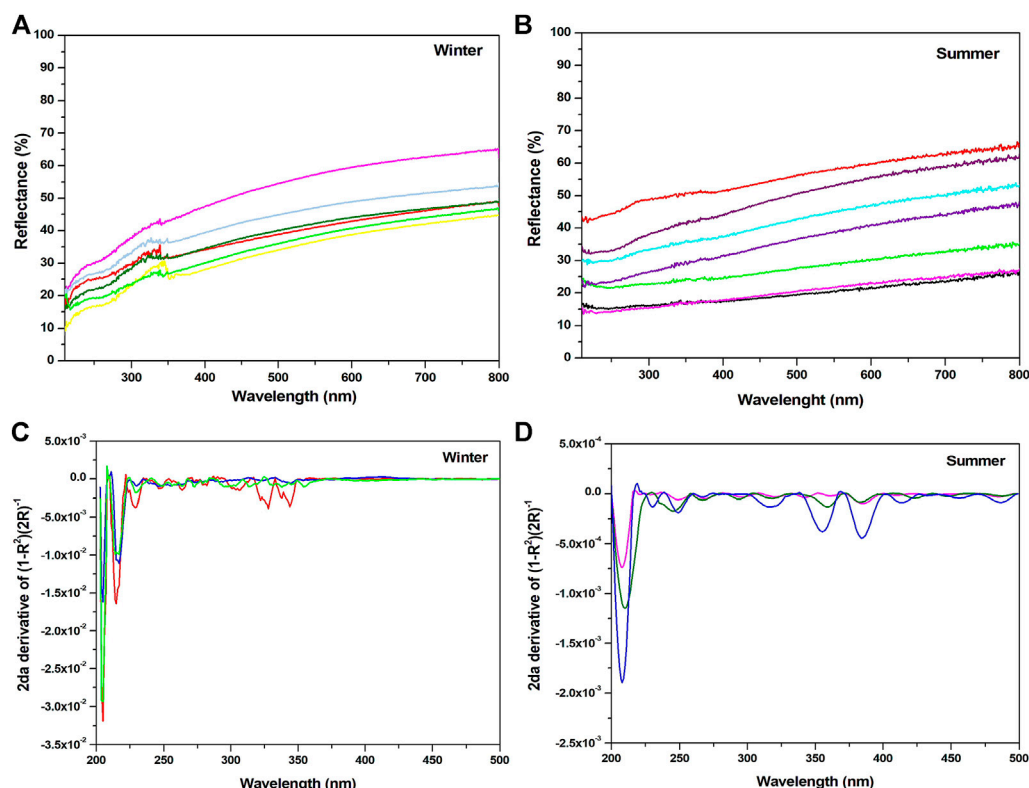 A
Winter
Reflectance (%)
100
90
80
70
60
50
40
30
20
10
0
300 400 500 600 700 800
Wavelength (nm)
B
Summer
Reflectance (%)
100
90
80
70
60
50
40
30
20
10
0
300 400 500 600 700 800
Wavelenght (nm)
C
Winter
2da derivative of (1-R²)(2R)⁻¹
5.0x10⁻³
0.0
-5.0x10⁻³
-1.0x10⁻²
-1.5x10⁻²
-2.0x10⁻²
-2.5x10⁻²
-3.0x10⁻²
-3.5x10⁻²
200 250 300 350 400 450 500
Wavelength (nm)
D
Summer
2da derivative of (1-R²)(2R)⁻¹
5.0x10⁻⁴
0.0
-5.0x10⁻⁴
-1.0x10⁻³
-1.5x10⁻³
-2.0x10⁻³
-2.5x10⁻³
200 250 300 350 400 450 500
Wavelength (nm)